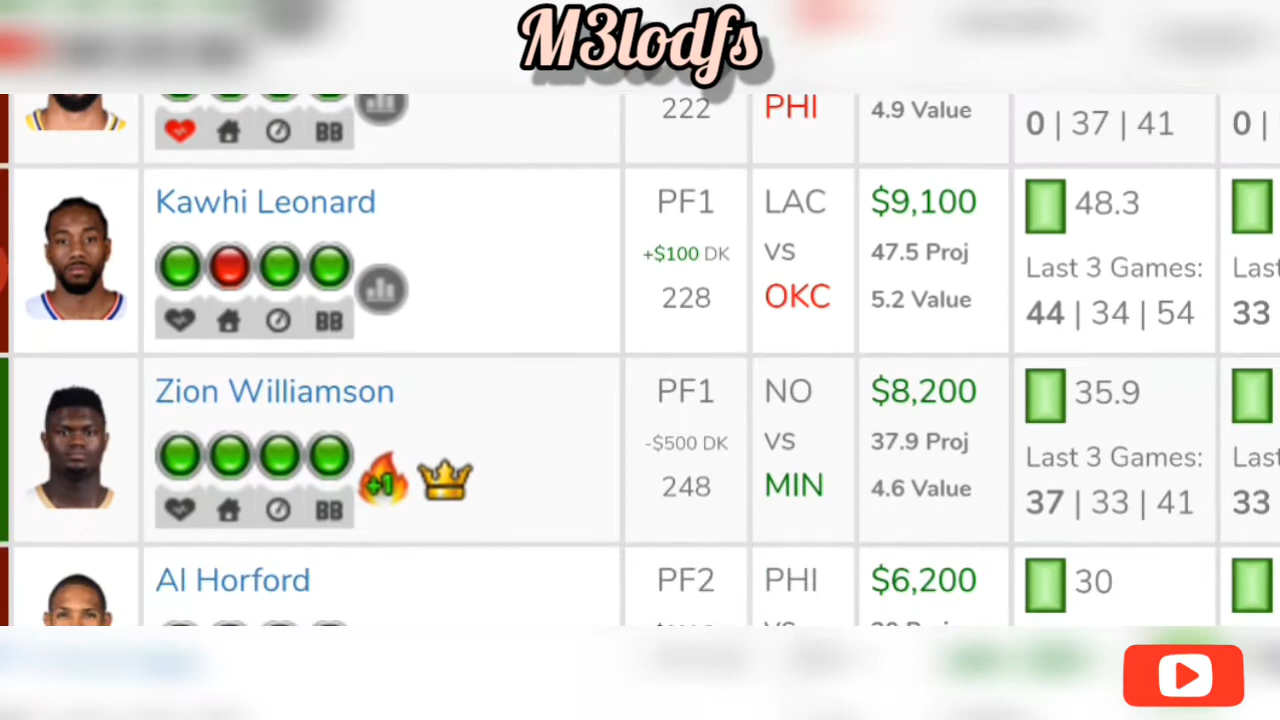 M3lodfs
222
PHI
4.9 Value
0 | 37 | 41
0 |
BB
Kawhi Leonard
PF1
LAC
$9,100
48.3
+$100 DK
VS
47.5 Proj
Last 3 Games:
Last
228
OKC
5.2 Value
44 | 34 | 54
33
BB
Zion Williamson
PF1
NO
$8,200
35.9
-$500 DK
VS
37.9 Proj
Last 3 Games:
Last
+1
248
MIN
4.6 Value
37 | 33 | 41
33
BB
Al Horford
PF2
PHI
$6,200
30